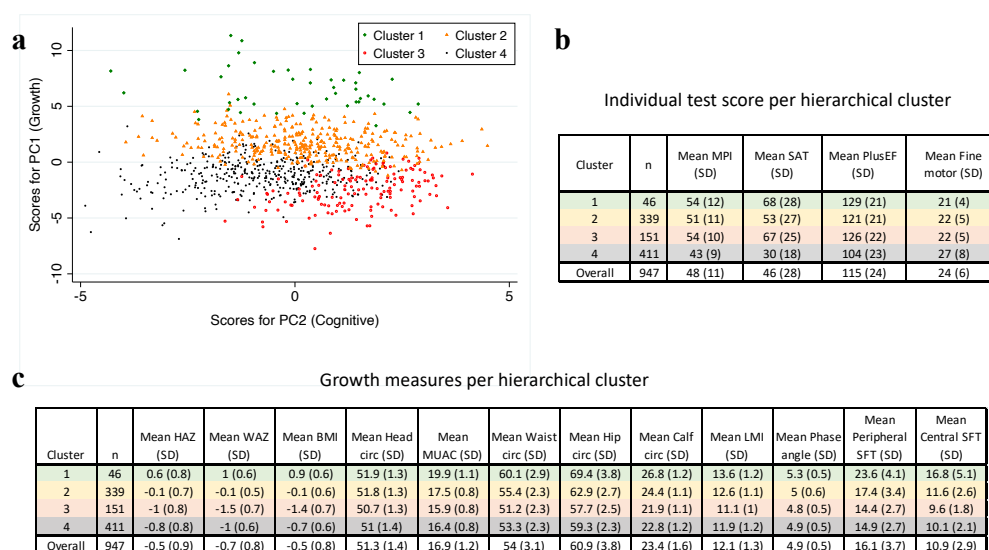 a
Cluster 1 Cluster 2
Cluster 3 Cluster 4
Scores for PC1 (Growth)
10
5
0
-5
-10
-5 0 5
Scores for PC2 (Cognitive)
b
Individual test score per hierarchical cluster
Cluster n Mean MPI (SD) Mean SAT (SD) Mean PlusEF (SD) Mean Fine motor (SD)
1 46 54 (12) 68 (28) 129 (21) 21 (4)
2 339 51 (11) 53 (27) 121 (21) 22 (5)
3 151 54 (10) 67 (25) 126 (22) 22 (5)
4 411 43 (9) 30 (18) 104 (23) 27 (8)
Overall 947 48 (11) 46 (28) 115 (24) 24 (6)
c
Growth measures per hierarchical cluster
Cluster n Mean HAZ (SD) Mean WAZ (SD) Mean BMI (SD) Mean Head circ (SD) Mean MUAC (SD) Mean Waist circ (SD) Mean Hip circ (SD) Mean Calf circ (SD) Mean LMI (SD) Mean Phase angle (SD) Mean Peripheral SFT (SD) Mean Central SFT (SD)
1 46 0.6 (0.8) 1 (0.6) 0.9 (0.6) 51.9 (1.3) 19.9 (1.1) 60.1 (2.9) 69.4 (3.8) 26.8 (1.2) 13.6 (1.2) 5.3 (0.5) 23.6 (4.1) 16.8 (5.1)
2 339 -0.1 (0.7) -0.1 (0.5) -0.1 (0.6) 51.8 (1.3) 17.5 (0.8) 55.4 (2.3) 62.9 (2.7) 24.4 (1.1) 12.6 (1.1) 5 (0.6) 17.4 (3.4) 11.6 (2.6)
3 151 -1 (0.8) -1.5 (0.7) -1.4 (0.7) 50.7 (1.3) 15.9 (0.8) 51.2 (2.3) 57.7 (2.5) 21.9 (1.1) 11.1 (1) 4.8 (0.5) 14.4 (2.7) 9.6 (1.8)
4 411 -0.8 (0.8) -1 (0.6) -0.7 (0.6) 51 (1.4) 16.4 (0.8) 53.3 (2.3) 59.3 (2.3) 22.8 (1.2) 11.9 (1.2) 4.9 (0.5) 14.9 (2.7) 10.1 (2.1)
Overall 947 -0.5 (0.9) -0.7 (0.8) -0.5 (0.8) 51.3 (1.4) 16.9 (1.2) 54 (3.1) 60.9 (3.8) 23.4 (1.6) 12.1 (1.3) 4.9 (0.5) 16.1 (3.7) 10.9 (2.9)